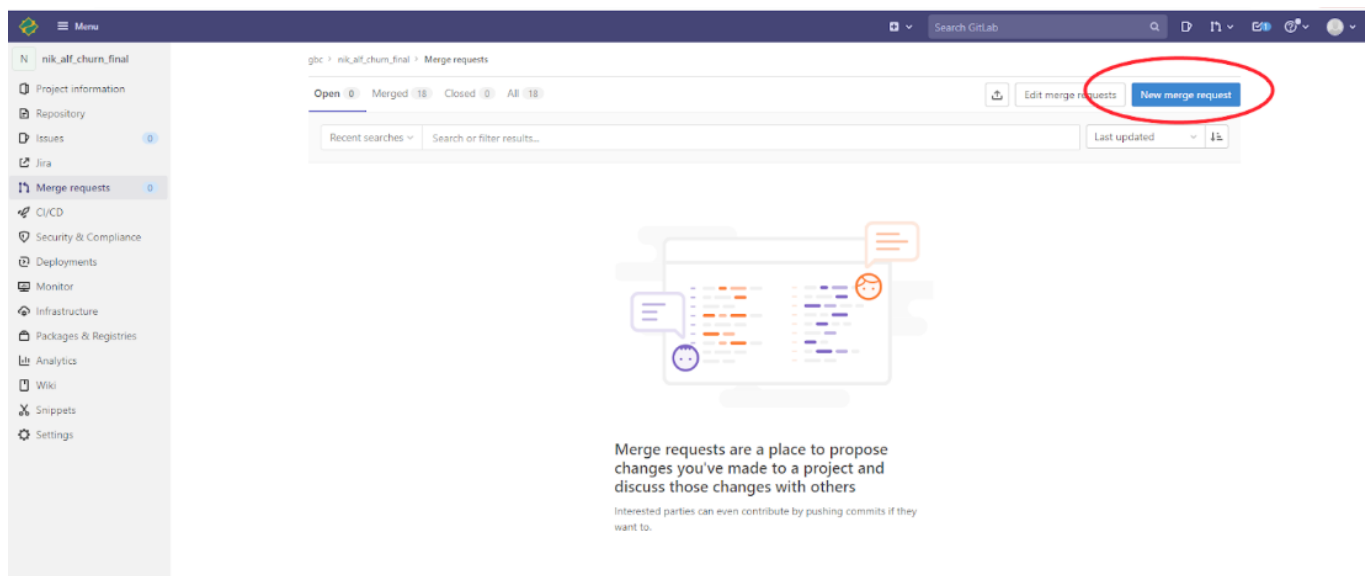 Menu
Search GitLab
1
N nik_alf_churn_final
Project information
Repository
Issues 0
Jira
Merge requests 0
CI/CD
Security & Compliance
Deployments
Monitor
Infrastructure
Packages & Registries
Analytics
Wiki
Snippets
Settings
gbc > nik_alf_churn_final > Merge requests
Open 0 Merged 18 Closed 0 All 18
Edit merge requests New merge request
Recent searches Search or filter results... Last updated
Merge requests are a place to propose
changes you've made to a project and
discuss those changes with others
Interested parties can even contribute by pushing commits if they
want to.